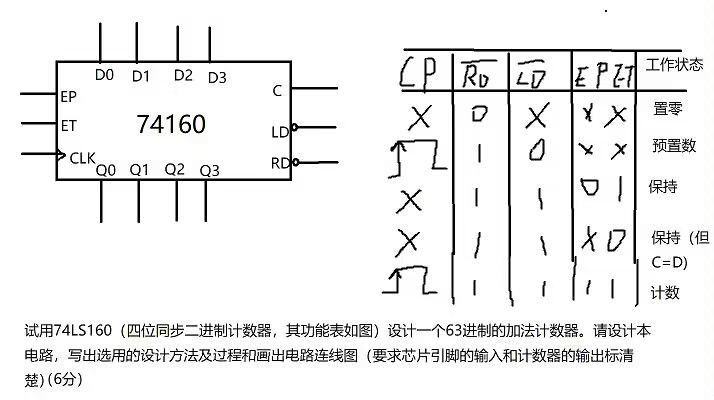 D0 D1 D2 D3
EP
ET
CLK
74160
C
LD
RD
Q0 Q1 Q2 Q3
CP RD LD EP ET 工作状态
X 0 X X X 置零
1 0 X X 预置数
X 1 1 0 1 保持
X 1 1 X 0 保持（但
C=D)
1 1 1 1 计数
试用74LS160（四位同步二进制计数器，其功能表如图）设计一个63进制的加法计数器。请设计本
电路，写出选用的设计方法及过程和画出电路连线图（要求芯片引脚的输入和计数器的输出标清
楚）(6分）